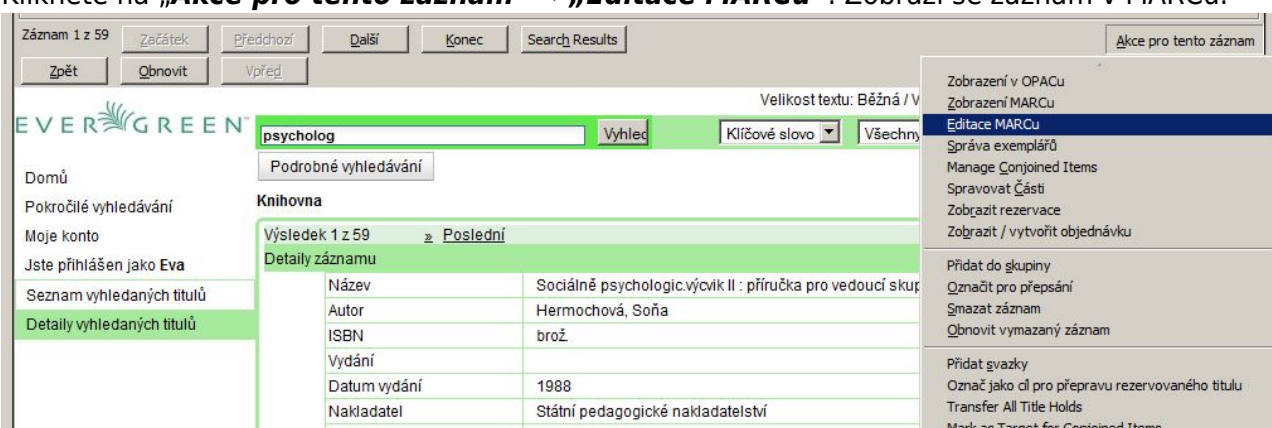 Klikněte na „Akce pro tento záznam" → „Editace MARCu". Zobrazí se záznam v MARCu.
Záznam 1 z 59 Začátek Předchozí Další Konec Search Results Akce pro tento záznam
Zpět Obnovit Vpřed
Velikost textu: Běžná / V
EVERGREEN
psycholog Vyhled Klíčové slovo Všechny
Podrobné vyhledávání
Domů
Pokročilé vyhledávání
Moje konto
Jste přihlášen jako Eva
Seznam vyhledaných titulů
Detaily vyhledaných titulů
Knihovna
Výsledek 1 z 59 » Poslední
Detaily záznamu
Název Sociálně psychologic.výcvik II : příručka pro vedoucí skup
Autor Hermochová, Soňa
ISBN brož.
Vydání
Datum vydání 1988
Nakladatel Státní pedagogické nakladatelství
Zobrazení v OPACu
Zobrazení MARCu
Editace MARCu
Správa exemplářů
Manage Conjoined Items
Spravovat Části
Zobrazit rezervace
Zobrazit / vytvořit objednávku
Přidat do skupiny
Označit pro přepsání
Smazat záznam
Obnovit vymazaný záznam
Přidat svazky
Označ jako cíl pro přepravu rezervovaného titulu
Transfer All Title Holds
Mark as Target for Conjoined Items